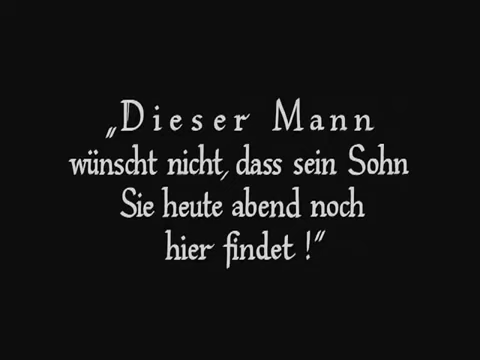 „Dieser Mann
wünscht nicht, dass sein Sohn
Sie heute abend noch
hier findet!“